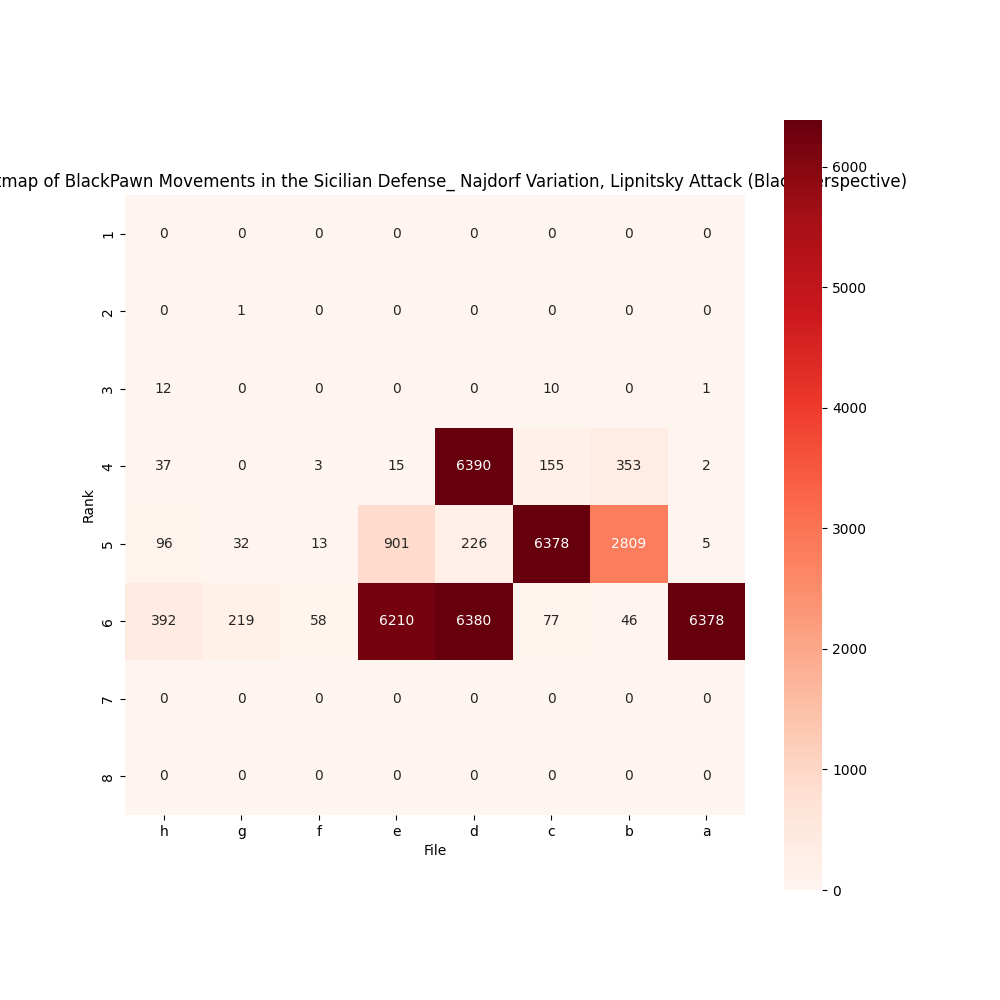 tmap of BlackPawn Movements in the Sicilian Defense_ Najdorf Variation, Lipnitsky Attack (Blac erspective)
6000
5000
4000
3000
2000
1000
0
Rank
1 0 0 0 0 0 0 0 0
2 0 1 0 0 0 0 0 0
3 12 0 0 0 0 10 0 1
4 37 0 3 15 6390 155 353 2
5 96 32 13 901 226 6378 2809 5
6 392 219 58 6210 6380 77 46 6378
7 0 0 0 0 0 0 0 0
8 0 0 0 0 0 0 0 0
h g f e d c b a
File